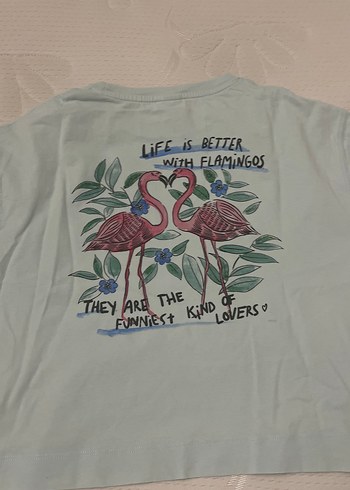 LiFE iS BETTER
WiTH FLAMiNGOS
THEY ARE THE KiND OF
FUNNiEST LOVERS